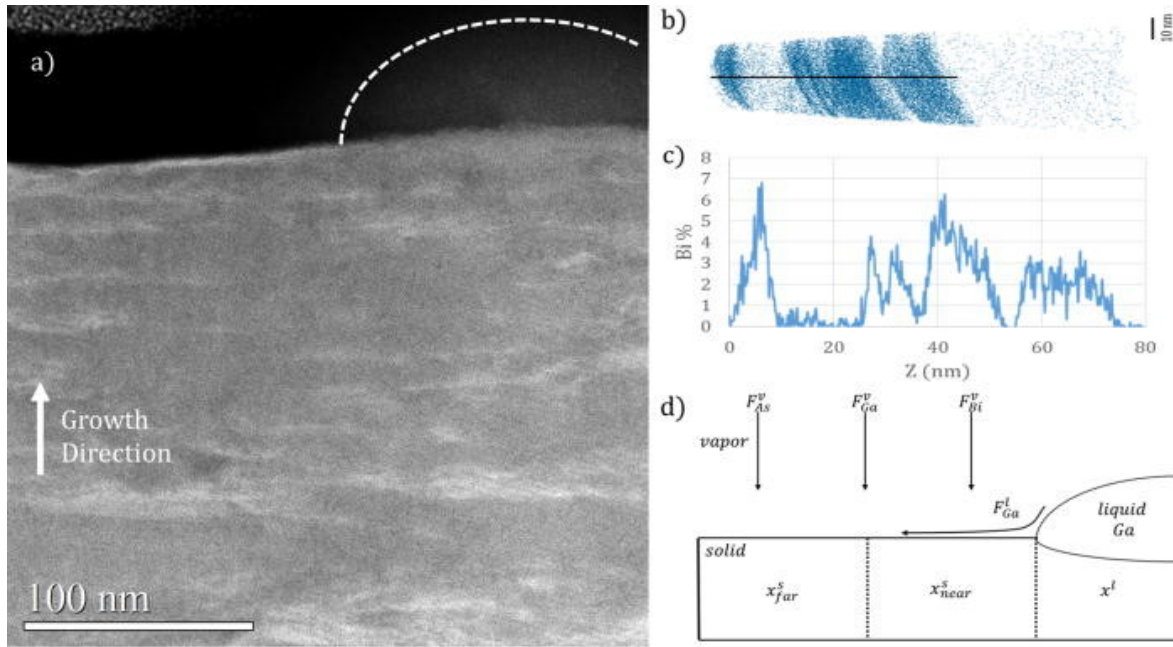 a)
Growth
Direction
100 nm
b)
10 nm
c)
Bi %
8
7
6
5
4
3
2
1
0
0 20 40 60 80
Z (nm)
d)
F^v_As F^v_Ga F^v_Bi
vapor
F^l_Ga
liquid
Ga
solid
x^s_far x^s_near x^l